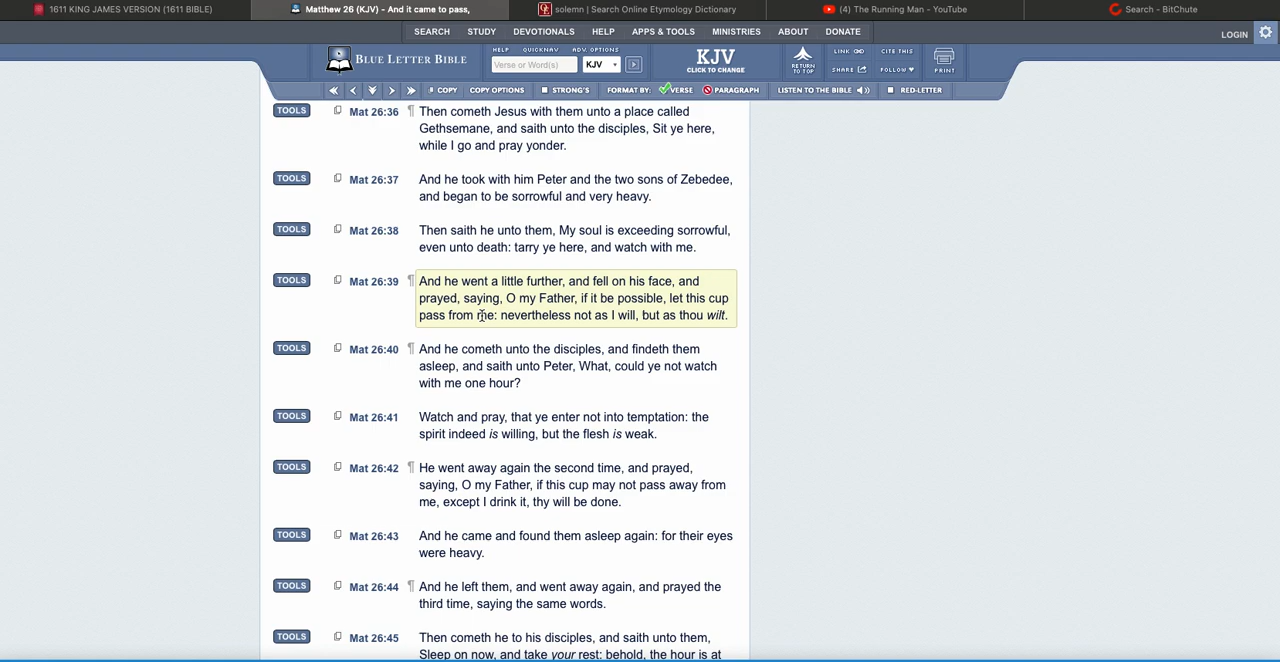 1611 KING JAMES VERSION (1611 BIBLE)
Matthew 26 (KJV) - And it came to pass,
solemn | Search Online Etymology Dictionary
(4) The Running Man - YouTube
Search - BitChute
SEARCH STUDY DEVOTIONALS HELP APPS & TOOLS MINISTRIES ABOUT DONATE
LOGIN
BLUE LETTER BIBLE
HELP QUICKNAV ADV. OPTIONS
Verse or Word(s) KJV
KJV
CLICK TO CHANGE
RETURN
TO TOP
LINK CITE THIS
SHARE FOLLOW
PRINT
COPY COPY OPTIONS STRONG'S FORMAT BY: VERSE PARAGRAPH LISTEN TO THE BIBLE RED-LETTER
TOOLS Mat 26:36 ¶ Then cometh Jesus with them unto a place called
Gethsemane, and saith unto the disciples, Sit ye here,
while I go and pray yonder.
TOOLS Mat 26:37 And he took with him Peter and the two sons of Zebedee,
and began to be sorrowful and very heavy.
TOOLS Mat 26:38 Then saith he unto them, My soul is exceeding sorrowful,
even unto death: tarry ye here, and watch with me.
TOOLS Mat 26:39 ¶ And he went a little further, and fell on his face, and
prayed, saying, O my Father, if it be possible, let this cup
pass from me: nevertheless not as I will, but as thou wilt.
TOOLS Mat 26:40 ¶ And he cometh unto the disciples, and findeth them
asleep, and saith unto Peter, What, could ye not watch
with me one hour?
TOOLS Mat 26:41 Watch and pray, that ye enter not into temptation: the
spirit indeed is willing, but the flesh is weak.
TOOLS Mat 26:42 ¶ He went away again the second time, and prayed,
saying, O my Father, if this cup may not pass away from
me, except I drink it, thy will be done.
TOOLS Mat 26:43 And he came and found them asleep again: for their eyes
were heavy.
TOOLS Mat 26:44 ¶ And he left them, and went away again, and prayed the
third time, saying the same words.
TOOLS Mat 26:45 Then cometh he to his disciples, and saith unto them,
Sleep on now, and take your rest: behold, the hour is at